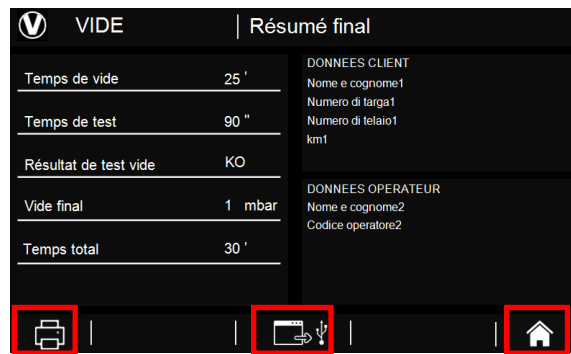 V VIDE Résumé final
Temps de vide 25 '
Temps de test 90 "
Résultat de test vide KO
Vide final 1 mbar
Temps total 30 '
DONNEES CLIENT
Nome e cognome1
Numero di targa1
Numero di telaio1
km1
DONNEES OPERATEUR
Nome e cognome2
Codice operatore2